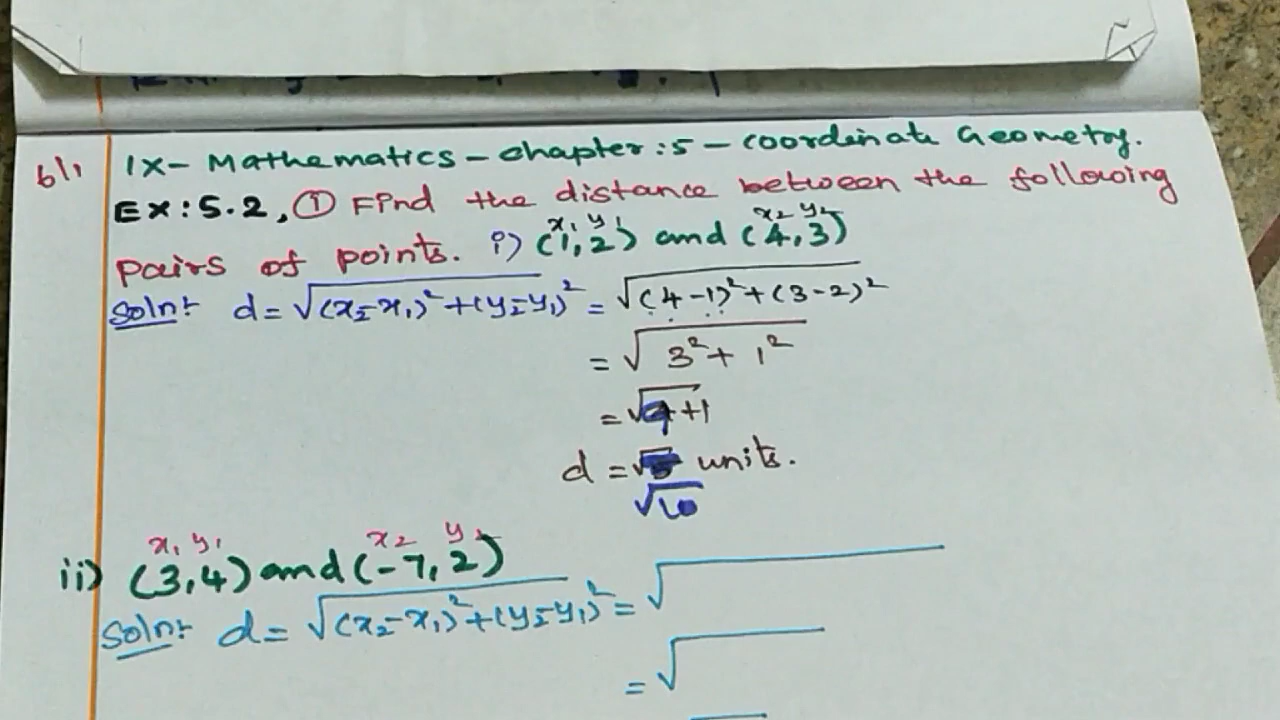 6/1 IX- Mathematics - chapter:5 - coordinate Geometry.
EX:5.2, ① Find the distance between the following
x₁ y₁ x₂ y₂
pairs of points. i) (1,2) and (4,3)
Soln: d = √(x₂-x₁)²+(y₂-y₁)² = √(4-1)²+(3-2)²
= √3²+1²
= √9+1
d = √ units.
√10
x₁ y₁ x₂ y₂
ii) (3,4) and (-7,2)
Soln: d = √(x₂-x₁)²+(y₂-y₁)² = √
= √